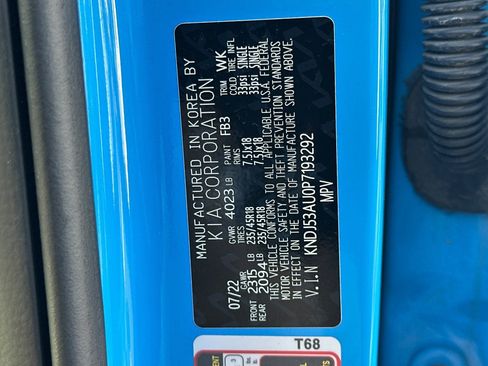 MANUFACTURED IN KOREA BY
KIA CORPORATION
07/22 GVWR 4023 LB PAINT FB3 TRIM WK
GAWR TIRES RIMS COLD TIRE INFL
FRONT 2315 LB 235/45R18 7.5Jx18 33psi SINGLE
REAR 2094 LB 235/45R18 7.5Jx18 33psi SINGLE
THIS VEHICLE CONFORMS TO ALL APPLICABLE U.S.A. FEDERAL
MOTOR VEHICLE SAFETY AND THEFT PREVENTION STANDARDS
IN EFFECT ON THE DATE OF MANUFACTURE SHOWN ABOVE.
V.I.N KNDJ53AU0P7193292
MPV
T68